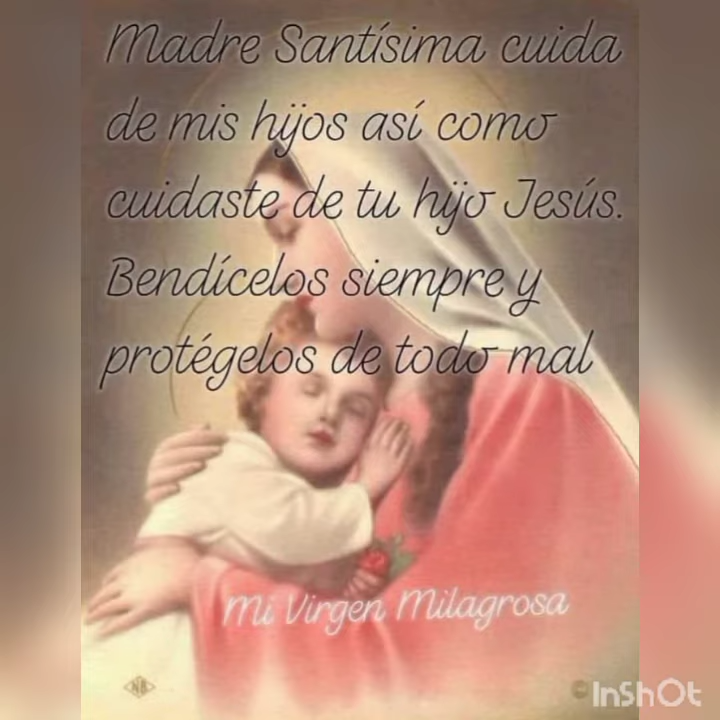 Madre Santísima cuida
de mis hijos así como
cuidaste de tu hijo Jesús.
Bendícelos siempre y
protégelos de todo mal
Mi Virgen Milagrosa
NB
InShOt